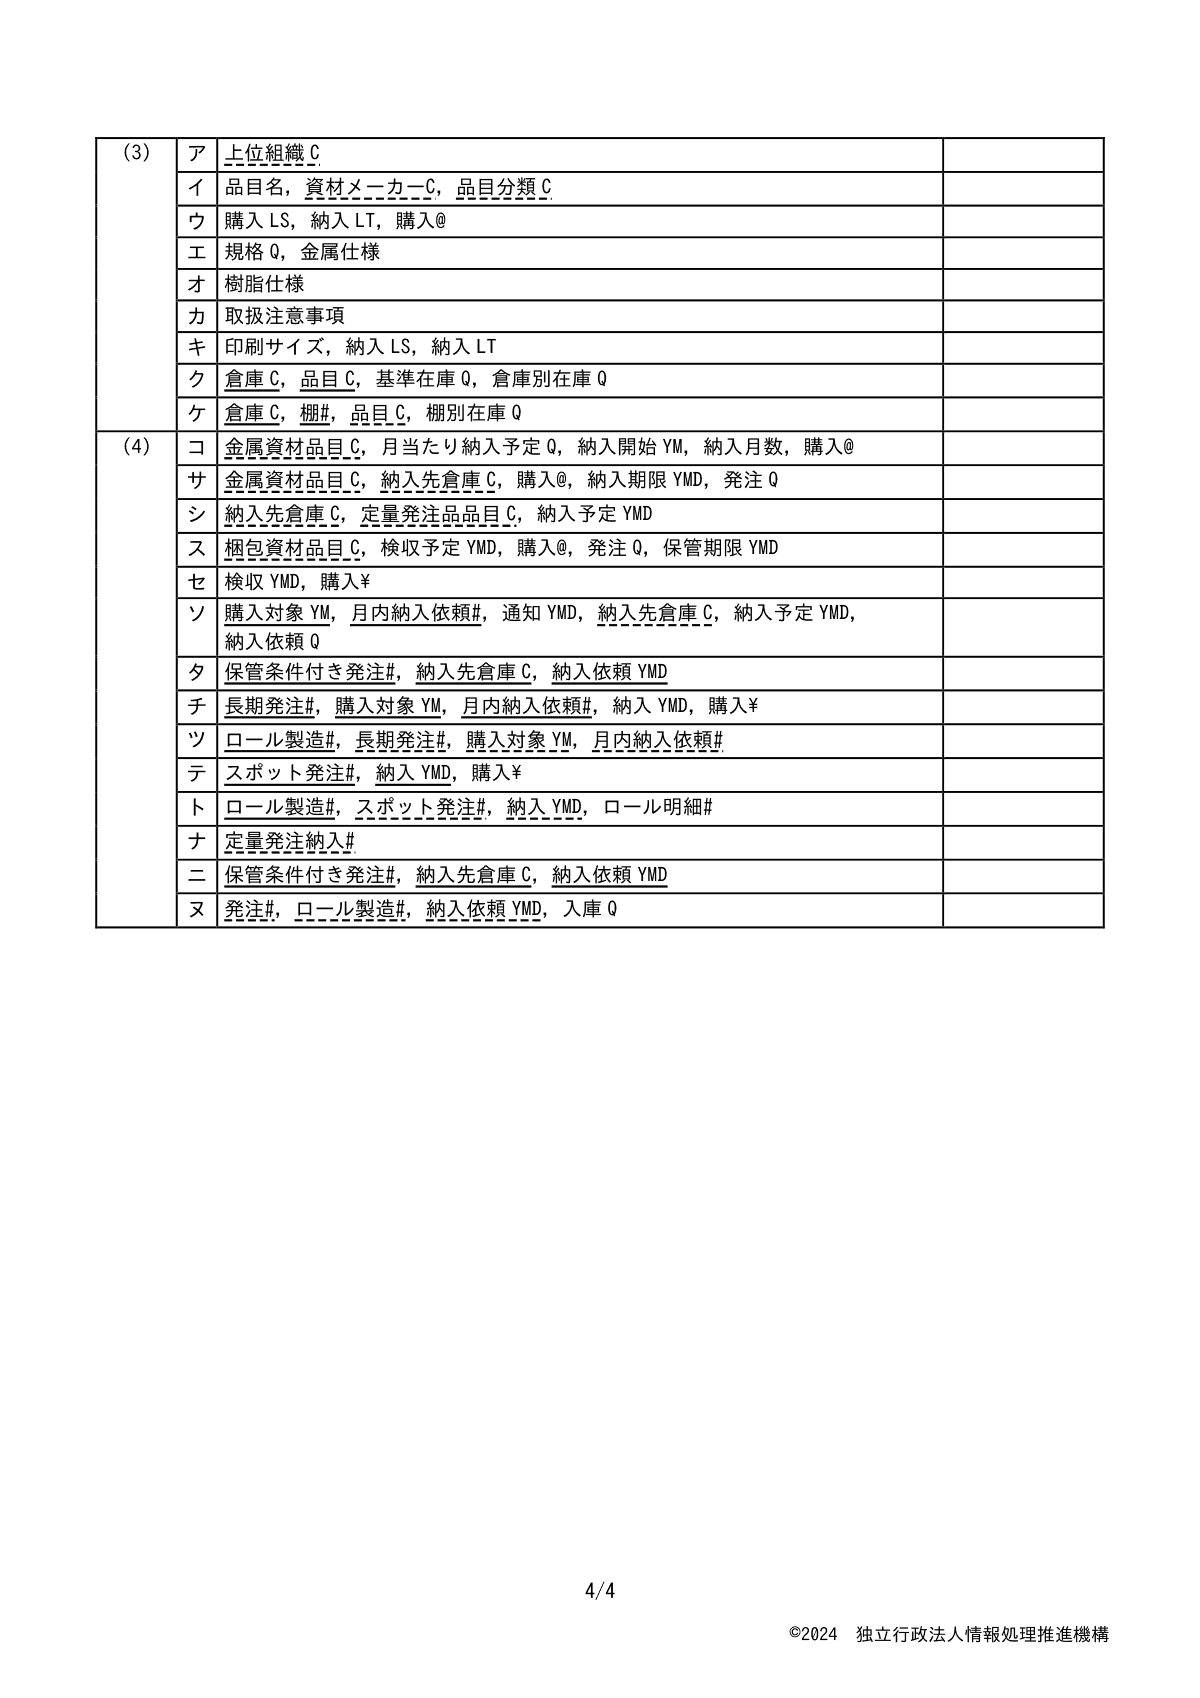 (3) ア 上位組織C
イ 品目名，資材メーカーC，品目分類C
ウ 購入LS，納入LT，購入@
エ 規格Q，金属仕様
オ 樹脂仕様
カ 取扱注意事項
キ 印刷サイズ，納入LS，納入LT
ク 倉庫C，品目C，基準在庫Q，倉庫別在庫Q
ケ 倉庫C，棚#，品目C，棚別在庫Q
(4) コ 金属資材品目C，月当たり納入予定Q，納入開始YM，納入月数，購入@
サ 金属資材品目C，納入先倉庫C，購入@，納入期限YMD，発注Q
シ 納入先倉庫C，定量発注品品目C，納入予定YMD
ス 梱包資材品目C，検収予定YMD，購入@，発注Q，保管期限YMD
セ 検収YMD，購入¥
ソ 購入対象YM，月内納入依頼#，通知YMD，納入先倉庫C，納入予定YMD，
納入依頼Q
タ 保管条件付き発注#，納入先倉庫C，納入依頼YMD
チ 長期発注#，購入対象YM，月内納入依頼#，納入YMD，購入¥
ツ ロール製造#，長期発注#，購入対象YM，月内納入依頼#
テ スポット発注#，納入YMD，購入¥
ト ロール製造#，スポット発注#，納入YMD，ロール明細#
ナ 定量発注納入#
ニ 保管条件付き発注#，納入先倉庫C，納入依頼YMD
ヌ 発注#，ロール製造#，納入依頼YMD，入庫Q
4/4
©2024 独立行政法人情報処理推進機構